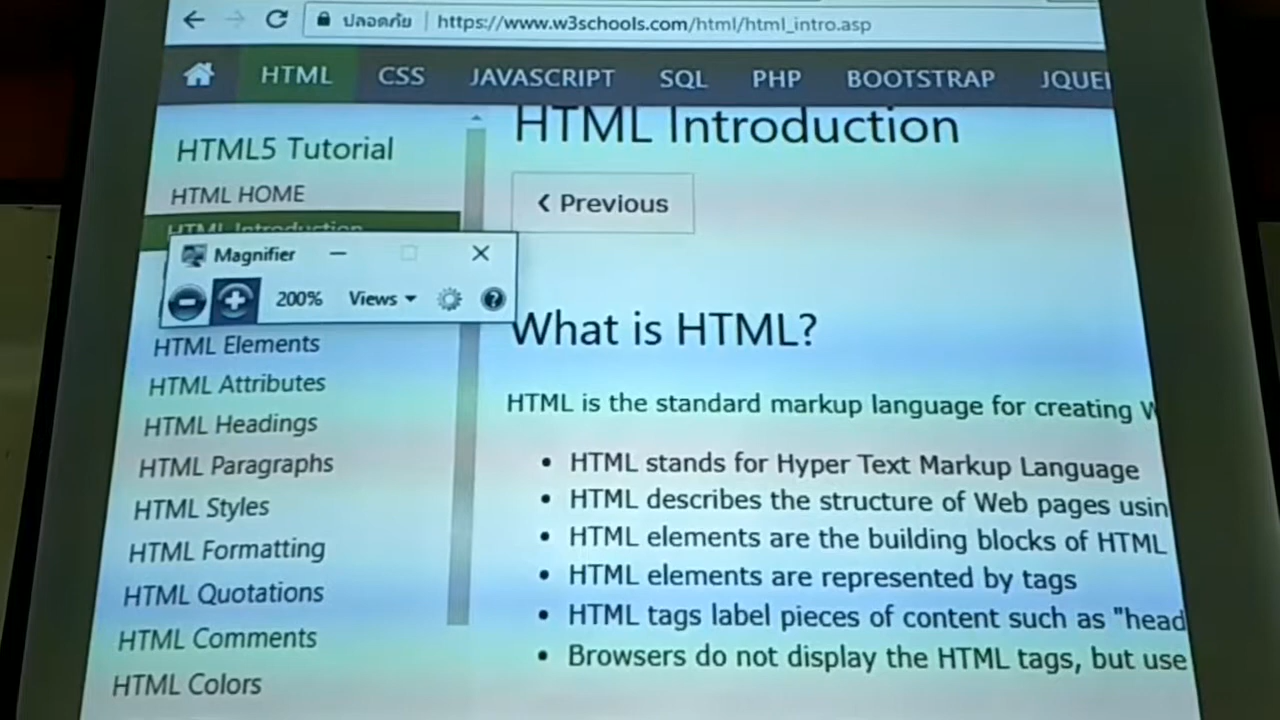 ปลอดภัย https://www.w3schools.com/html/html_intro.asp
HTML CSS JAVASCRIPT SQL PHP BOOTSTRAP
HTML5 Tutorial
HTML HOME
HTML Introduction
Magnifier
200% Views
HTML Elements
HTML Attributes
HTML Headings
HTML Paragraphs
HTML Styles
HTML Formatting
HTML Quotations
HTML Comments
HTML Colors
HTML Introduction
❮ Previous
What is HTML?
HTML is the standard markup language for creating
• HTML stands for Hyper Text Markup Language
• HTML describes the structure of Web pages usin
• HTML elements are the building blocks of HTML
• HTML elements are represented by tags
• HTML tags label pieces of content such as "head
• Browsers do not display the HTML tags, but use